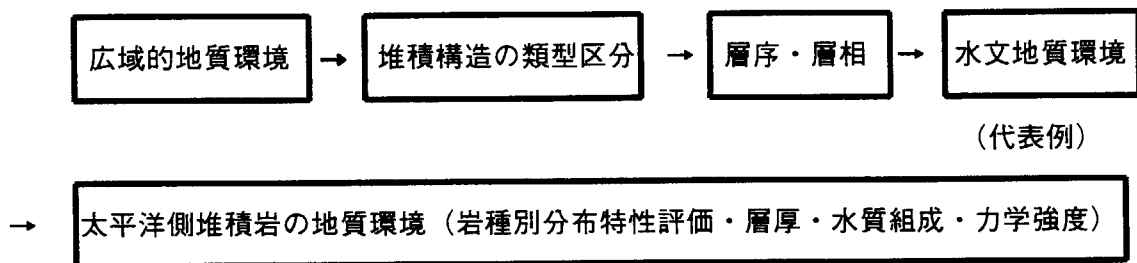 広域的地質環境 → 堆積構造の類型区分 → 層序・層相 → 水文地質環境
（代表例）
→ 太平洋側堆積岩の地質環境（岩種別分布特性評価・層厚・水質組成・力学強度）